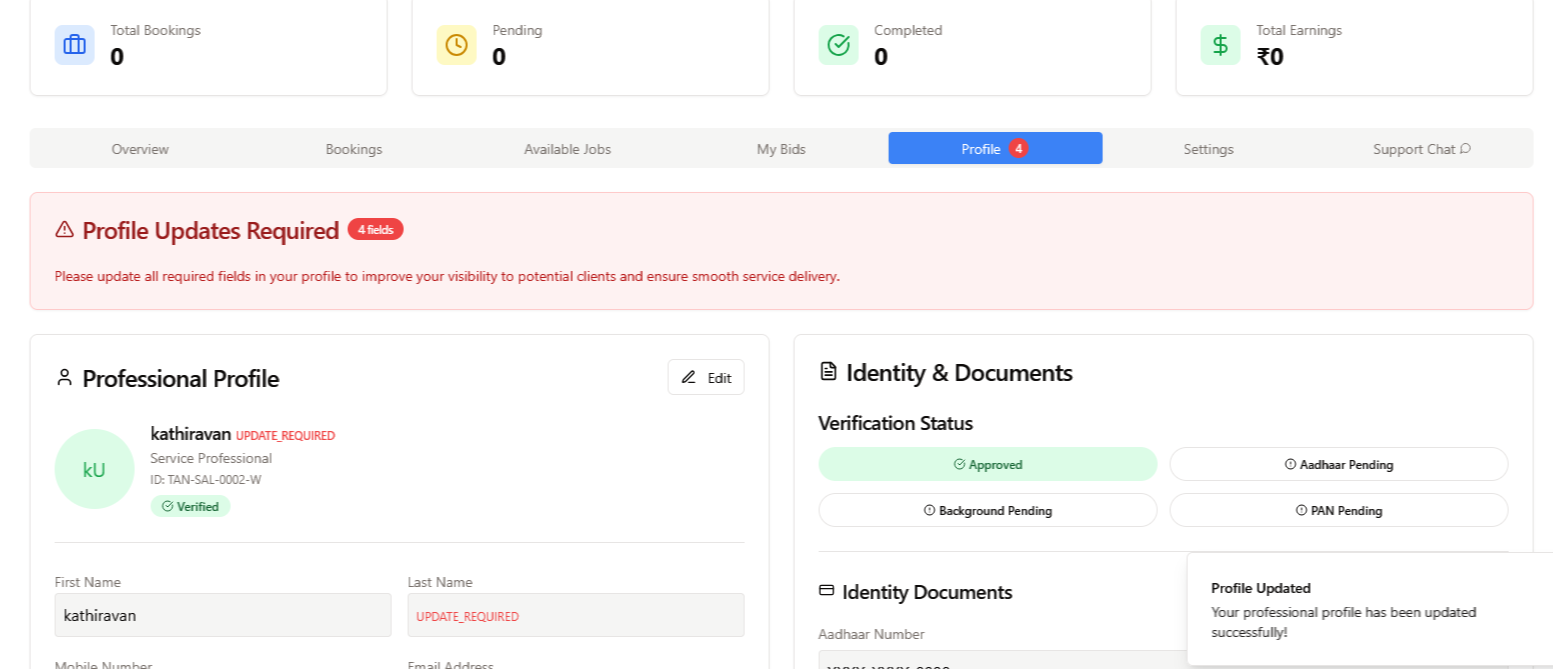 Total Bookings
0
Pending
0
Completed
0
Total Earnings
₹0
Overview
Bookings
Available Jobs
My Bids
Profile 4
Settings
Support Chat
Profile Updates Required 4 fields
Please update all required fields in your profile to improve your visibility to potential clients and ensure smooth service delivery.
Professional Profile
Edit
kU
kathiravan UPDATE_REQUIRED
Service Professional
ID: TAN-SAL-0002-W
Verified
First Name
kathiravan
Last Name
UPDATE_REQUIRED
Mobile Number
Email Address
Identity & Documents
Verification Status
Approved
Aadhaar Pending
Background Pending
PAN Pending
Identity Documents
Aadhaar Number
Profile Updated
Your professional profile has been updated
successfully!